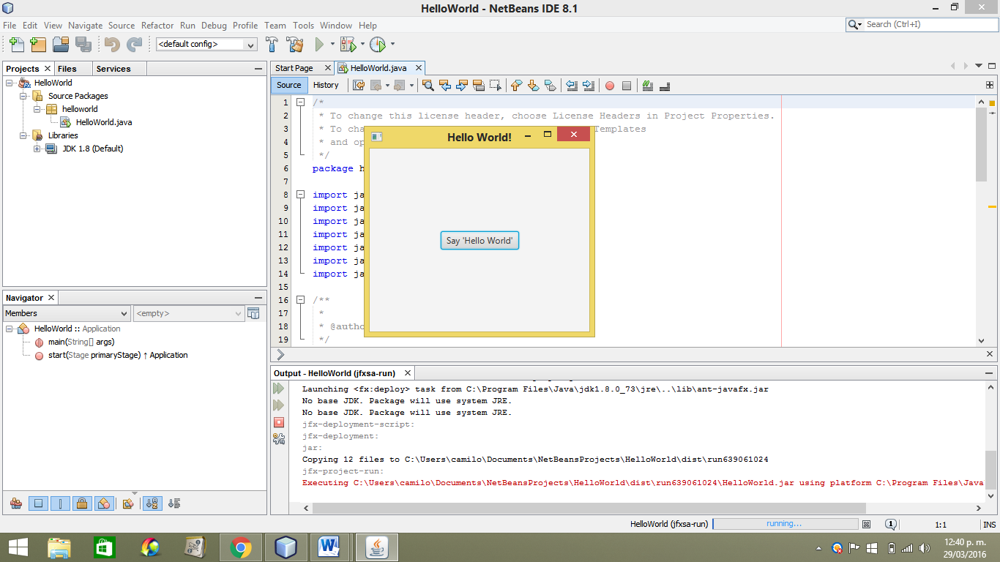 HelloWorld - NetBeans IDE 8.1
File Edit View Navigate Source Refactor Run Debug Profile Team Tools Window Help
Search (Ctrl+I)
<default config>
Projects Files Services
HelloWorld
Source Packages
helloworld
HelloWorld.java
Libraries
JDK 1.8 (Default)
Navigator
Members <empty>
HelloWorld :: Application
main(String[] args)
start(Stage primaryStage) ↑ Application
Start Page HelloWorld.java
Source History
1 /*
2 * To change this license header, choose License Headers in Project Properties.
3 * To cha Templates
4 * and op
5 */
6 package h
7
8 import ja
9 import ja
10 import ja
11 import ja
12 import ja
13 import ja
14 import ja
15
16 /**
17 *
18 * @autho
19 */
Hello World!
Say 'Hello World'
Output - HelloWorld (jfxsa-run)
Launching <fx:deploy> task from C:\Program Files\Java\jdk1.8.0_73\jre\..\lib\ant-javafx.jar
No base JDK. Package will use system JRE.
No base JDK. Package will use system JRE.
jfx-deployment-script:
jfx-deployment:
jar:
Copying 12 files to C:\Users\camilo\Documents\NetBeansProjects\HelloWorld\dist\run639061024
jfx-project-run:
Executing C:\Users\camilo\Documents\NetBeansProjects\HelloWorld\dist\run639061024\HelloWorld.jar using platform C:\Program Files\Java
HelloWorld (jfxsa-run) running... 1 1:1 INS
12:40 p. m.
29/03/2016